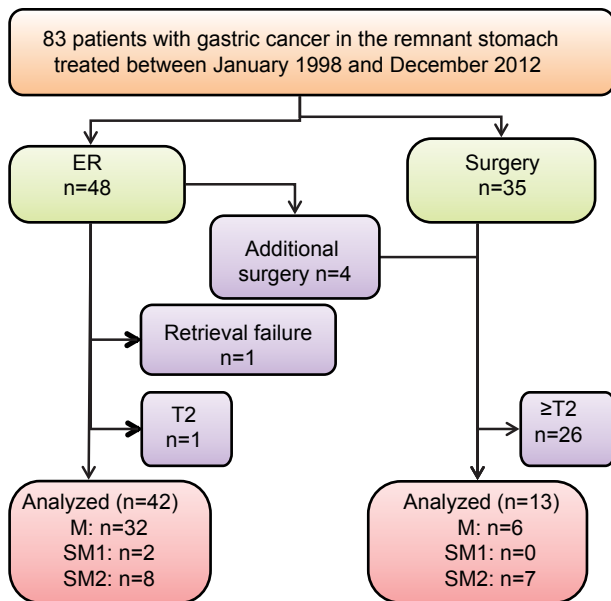 83 patients with gastric cancer in the remnant stomach
treated between January 1998 and December 2012
ER
n=48
Surgery
n=35
Additional
surgery n=4
Retrieval failure
n=1
T2
n=1
≥T2
n=26
Analyzed (n=42)
M: n=32
SM1: n=2
SM2: n=8
Analyzed (n=13)
M: n=6
SM1: n=0
SM2: n=7